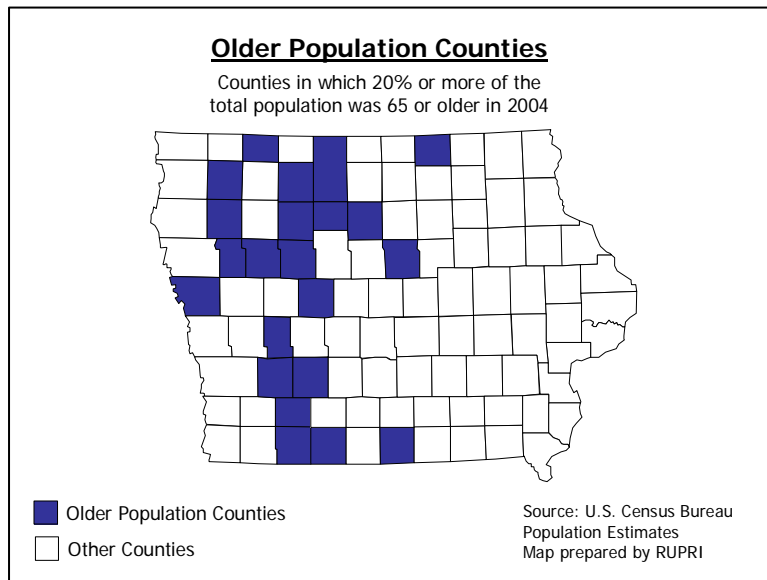 Older Population Counties
Counties in which 20% or more of the
total population was 65 or older in 2004
Older Population Counties
Other Counties
Source: U.S. Census Bureau
Population Estimates
Map prepared by RUPRI